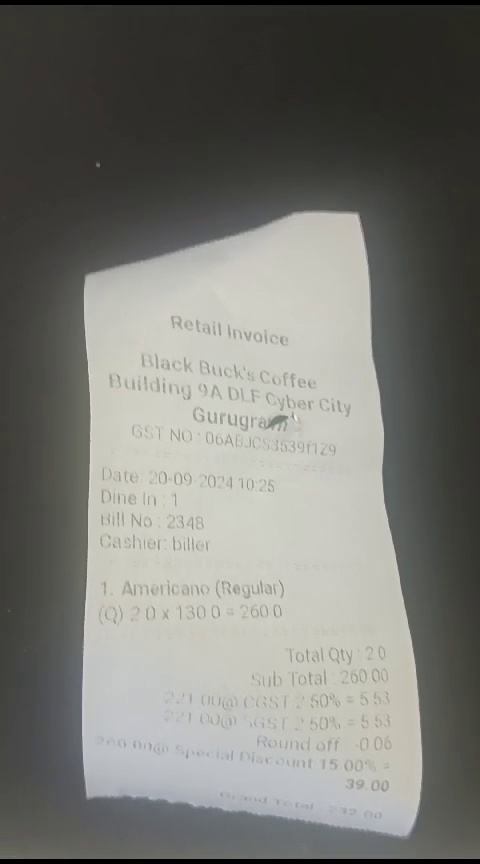 Retail Invoice
Black Buck's Coffee
Building 9A DLF Cyber City
Gurugram
GST NO : 06ABJCS3539f1Z9
Date: 20-09-2024 10:25
Dine In : 1
Bill No : 2348
Cashier: biller
1. Americano (Regular)
(Q) 2.0 x 130.0 = 260.0
Total Qty : 2.0
Sub Total : 260.00
221.00@ CGST 2.50% = 5.53
221.00@ SGST 2.50% = 5.53
Round off -0.06
260.00@ Special Discount 15.00% =
39.00
Grand Total : 232.00